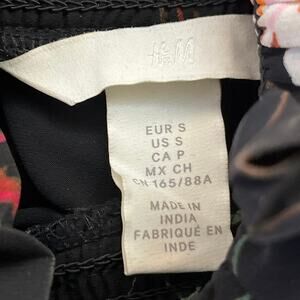 H&M
EUR S
US S
CA P
MX CH
CN 165/88A
MADE IN
INDIA
FABRIQUÉ EN
INDE